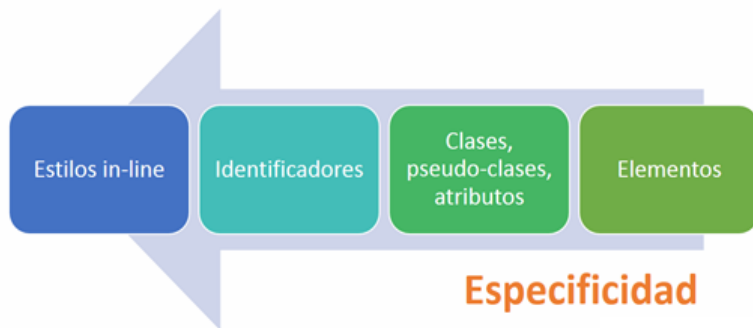 Estilos in-line
Identificadores
Clases,
pseudo-clases,
atributos
Elementos
Especificidad